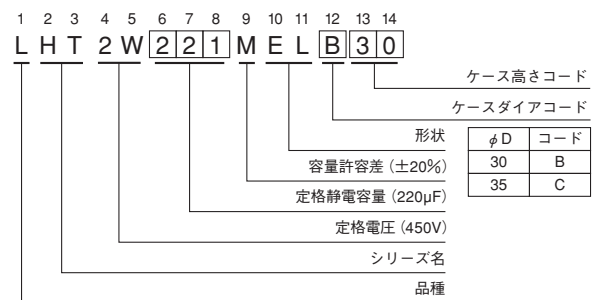 1 2 3 4 5 6 7 8 9 10 11 12 13 14
L H T 2 W 2 2 1 M E L B 3 0
ケース高さコード
ケースダイアコード
形状
φD コード
容量許容差 (±20%)
30 B
定格静電容量 (220µF)
35 C
定格電圧 (450V)
シリーズ名
品種